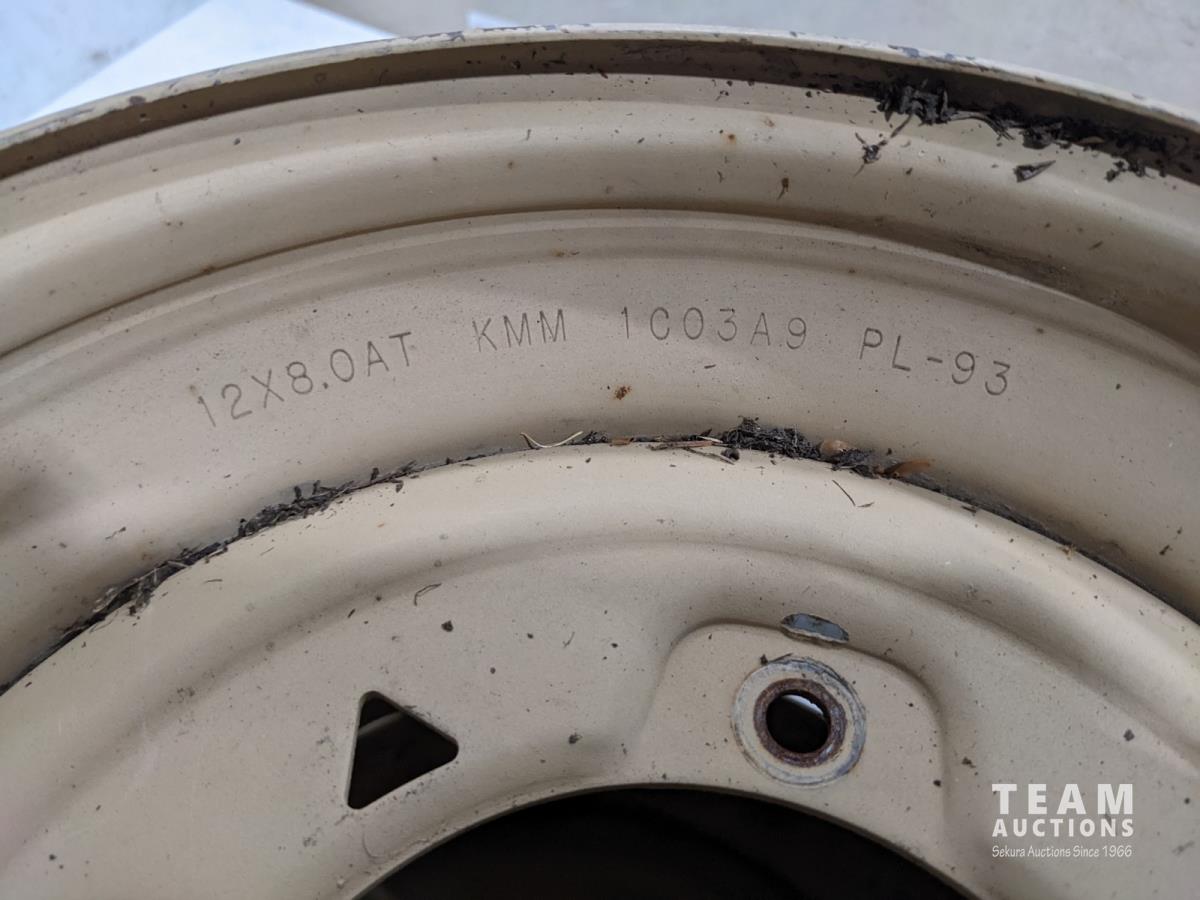 12X8.0AT KMM 1C03A9 PL-93
TEAM
AUCTIONS
Sekura Auctions Since 1966